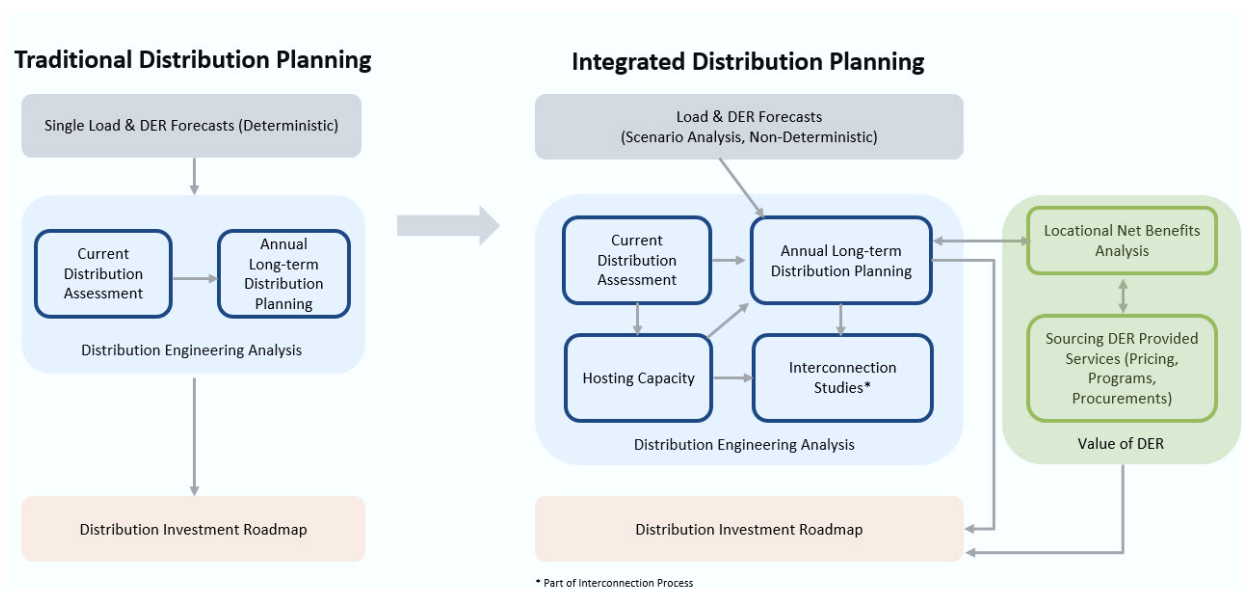 Traditional Distribution Planning
Single Load & DER Forecasts (Deterministic)
Current
Distribution
Assessment
Annual
Long-term
Distribution
Planning
Distribution Engineering Analysis
Distribution Investment Roadmap
Integrated Distribution Planning
Load & DER Forecasts
(Scenario Analysis, Non-Deterministic)
Current
Distribution
Assessment
Annual Long-term
Distribution Planning
Hosting Capacity
Interconnection
Studies*
Distribution Engineering Analysis
Locational Net Benefits
Analysis
Sourcing DER Provided
Services (Pricing,
Programs,
Procurements)
Value of DER
Distribution Investment Roadmap
* Part of Interconnection Process